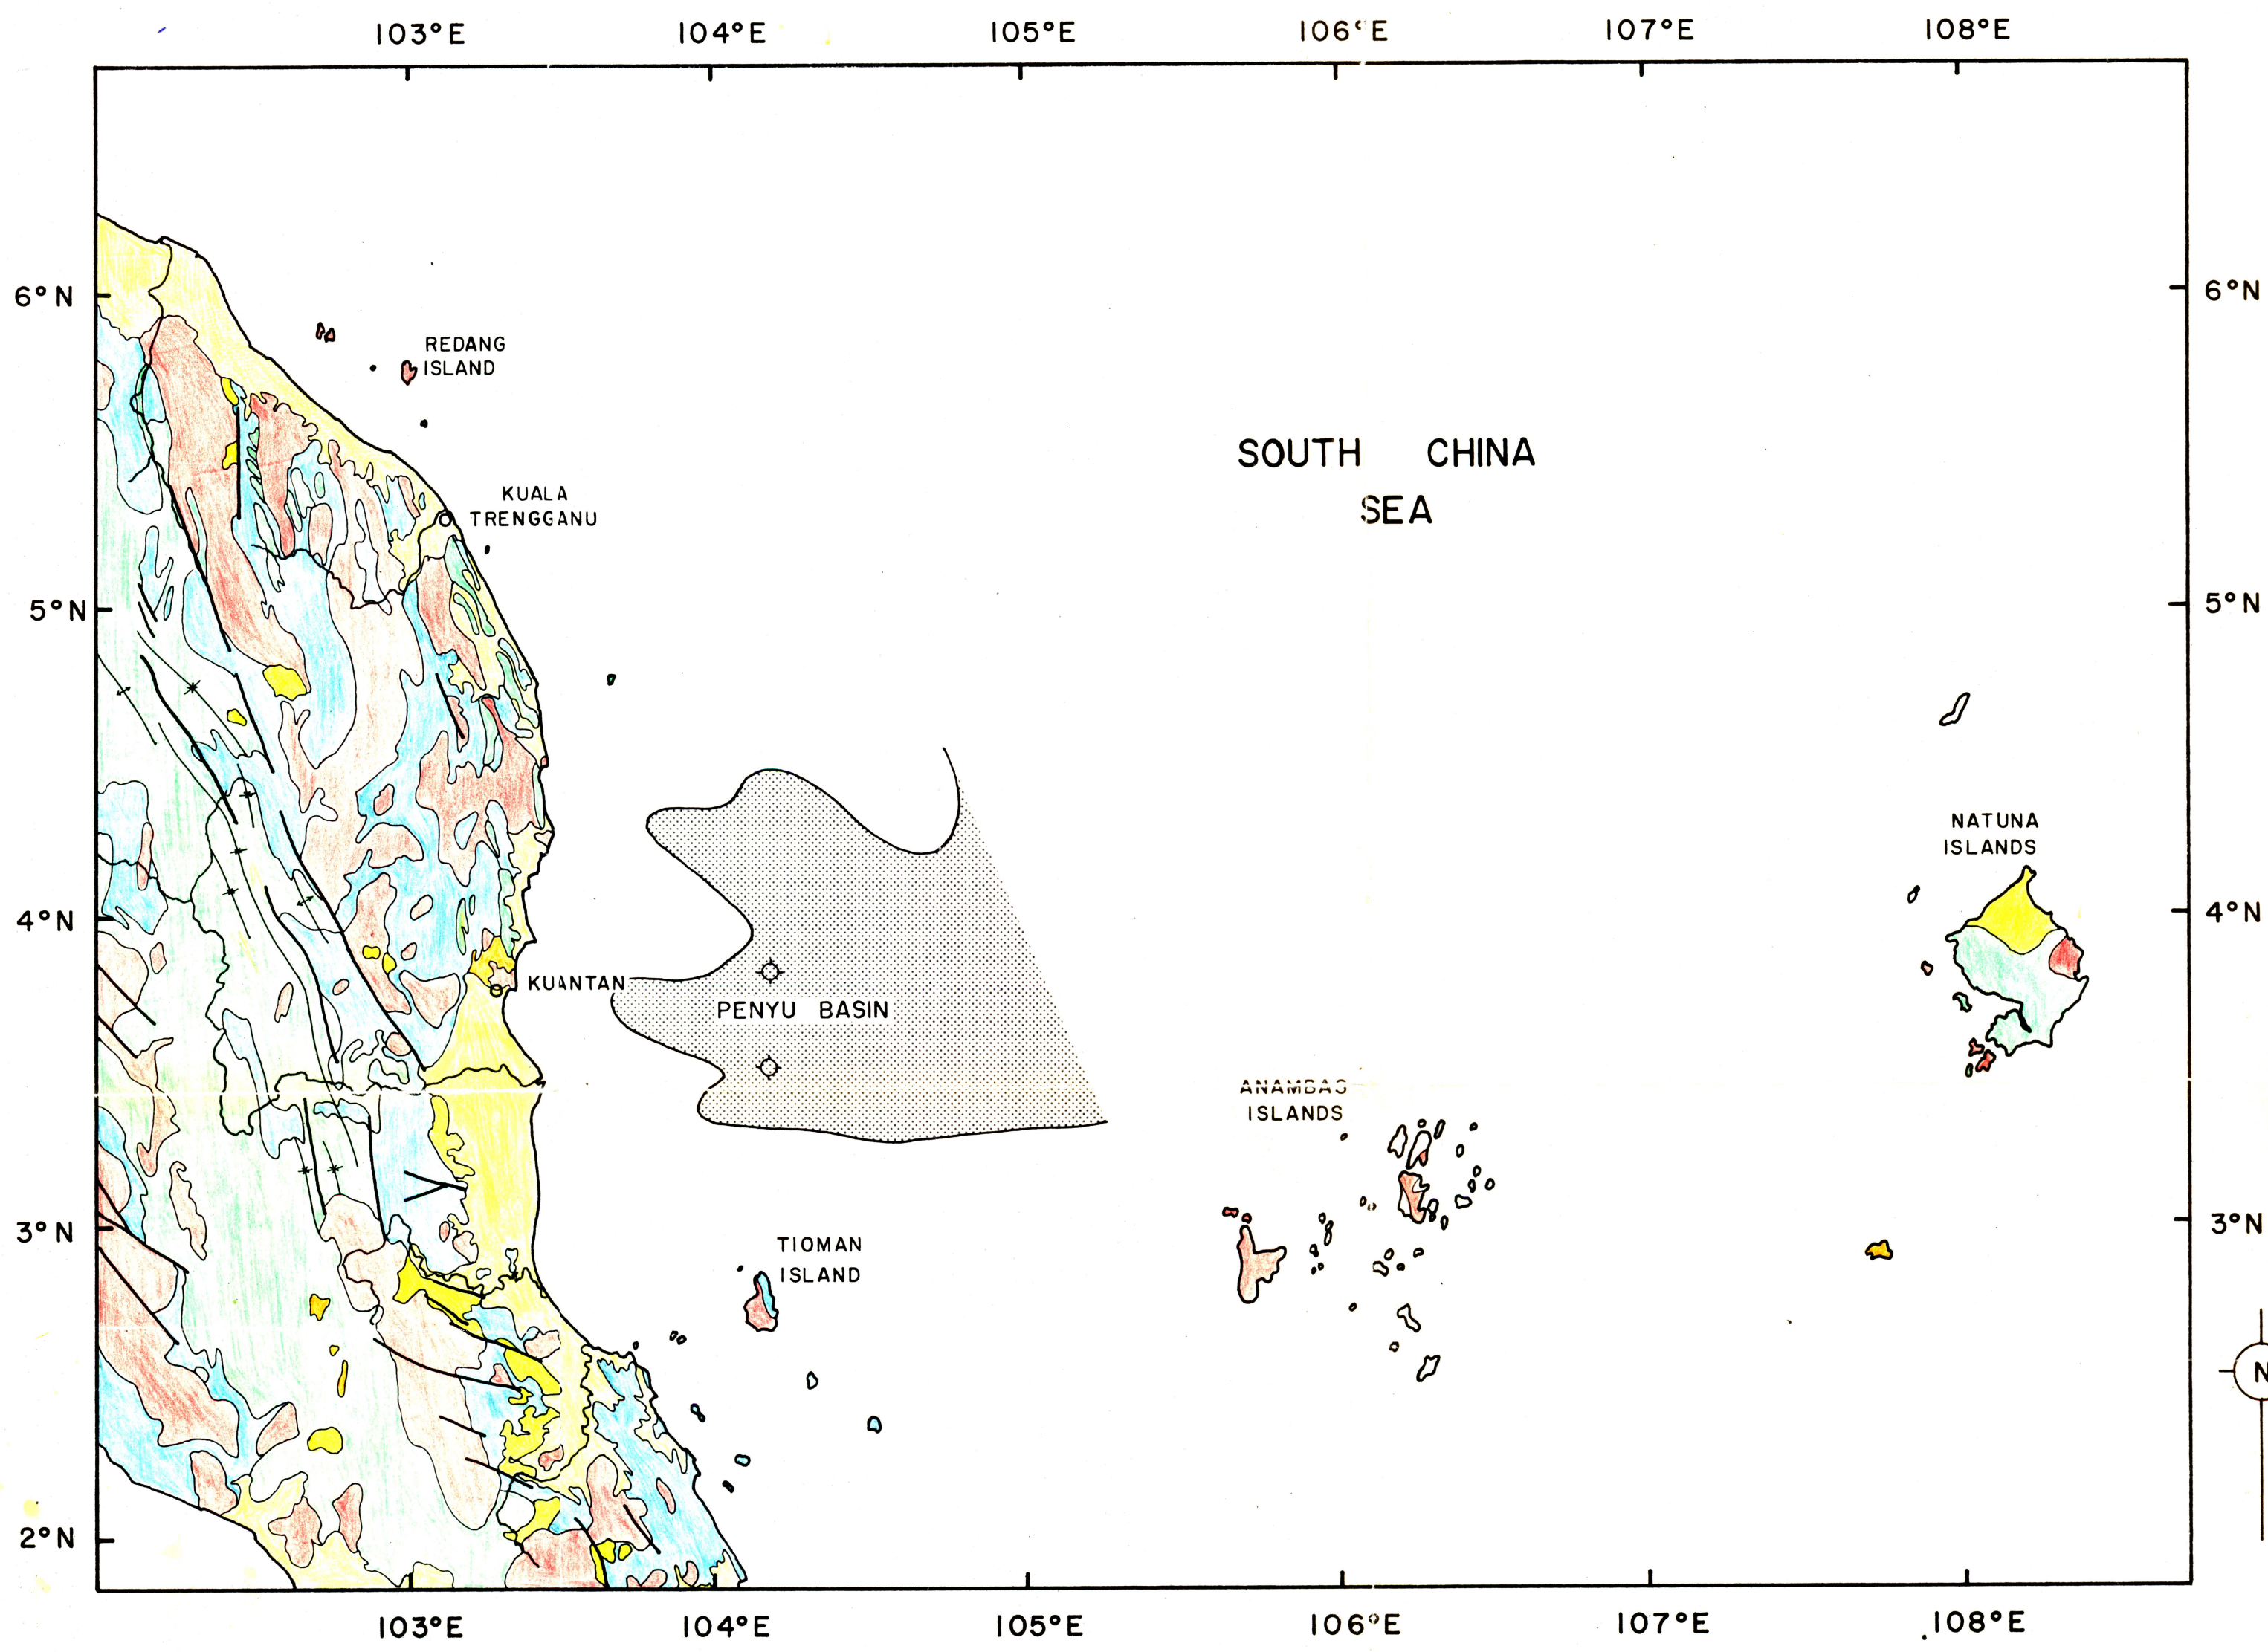 103°E 104°E 105°E 106°E 107°E 108°E
6°N 6°N
REDANG
ISLAND
SOUTH CHINA
SEA
KUALA
TRENGGANU
5°N 5°N
NATUNA
ISLANDS
4°N 4°N
KUANTAN
PENYU BASIN
ANAMBAS
ISLANDS
3°N 3°N
TIOMAN
ISLAND
N
2°N
103°E 104°E 105°E 106°E 107°E 108°E